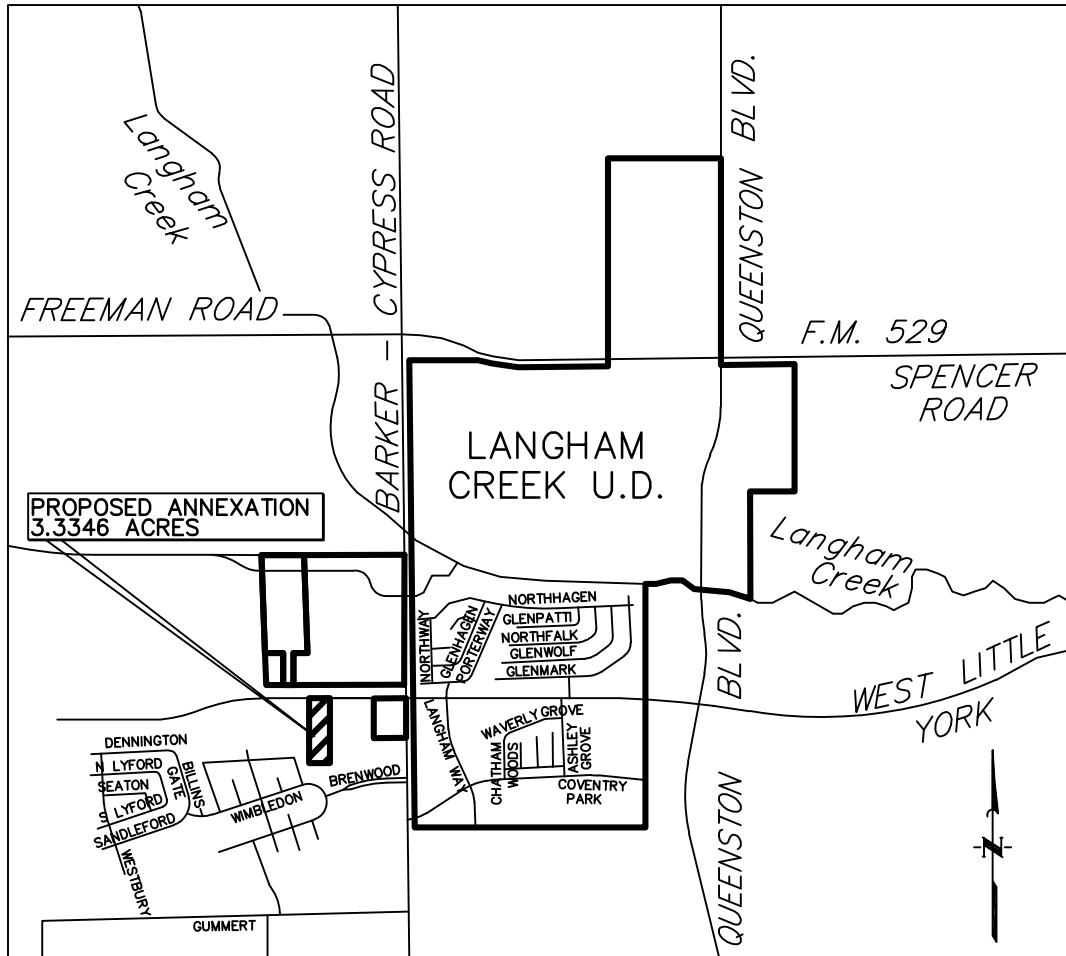 Langham
Creek
FREEMAN ROAD
BARKER - CYPRESS ROAD
QUEENSTON BLVD.
F.M. 529
SPENCER
ROAD
LANGHAM
CREEK U.D.
PROPOSED ANNEXATION
3.3346 ACRES
Langham
Creek
NORTHHAGEN
GLENPATTI
NORTHFALK
GLENWOLF
GLENMARK
NORTHWAY
GLENHAGEN
PORTERWAY
QUEENSTON BLVD.
WEST LITTLE
YORK
LANGHAM WAY
WAVERLY GROVE
CHATHAM
WOODS
ASHLEY
GROVE
COVENTRY
PARK
DENNINGTON
N LYFORD
SEATON
S LYFORD
SANDLEFORD
BILLINS-
GATE
WIMBLEDON
BRENWOOD
WESTBURY
GUMMERT
N